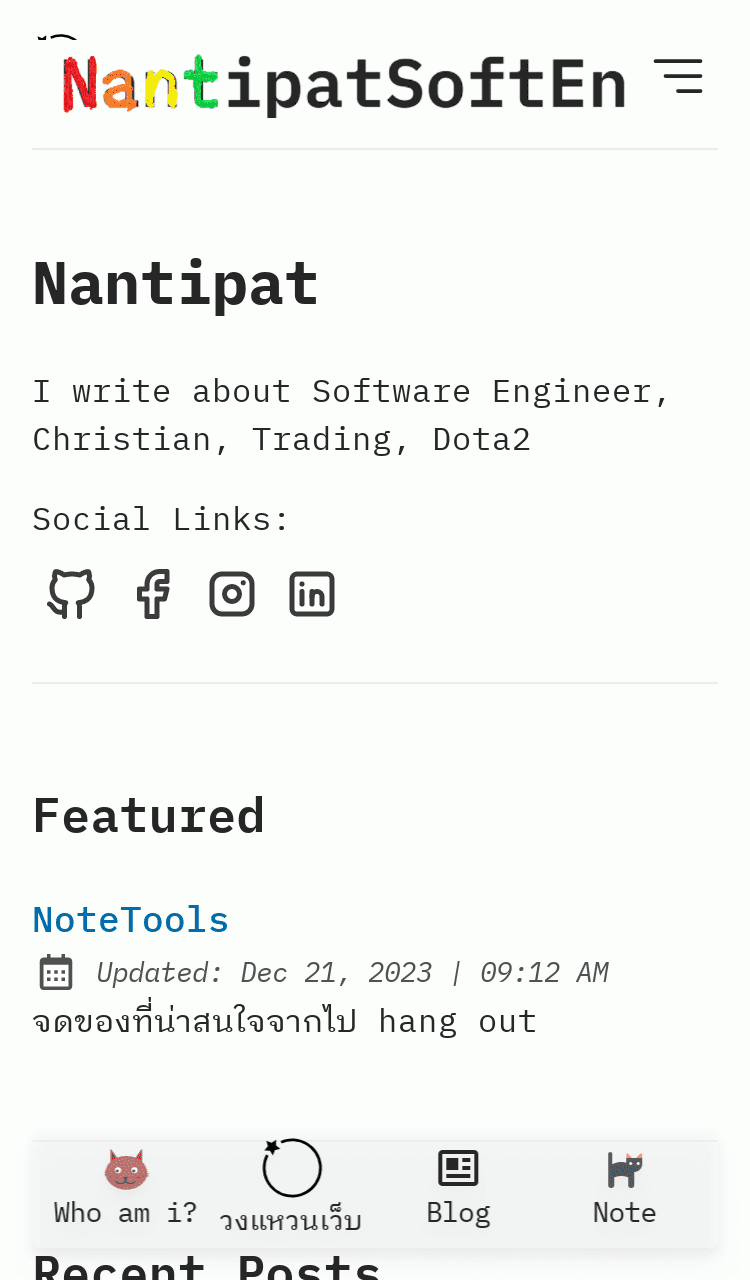 NantipatSoftEn
Nantipat
I write about Software Engineer,
Christian, Trading, Dota2
Social Links:
Featured
NoteTools
Updated: Dec 21, 2023 | 09:12 AM
จดของที่น่าสนใจจากไป hang out
Who am i?
วงแหวนเว็บ
Blog
Note
Recent Posts